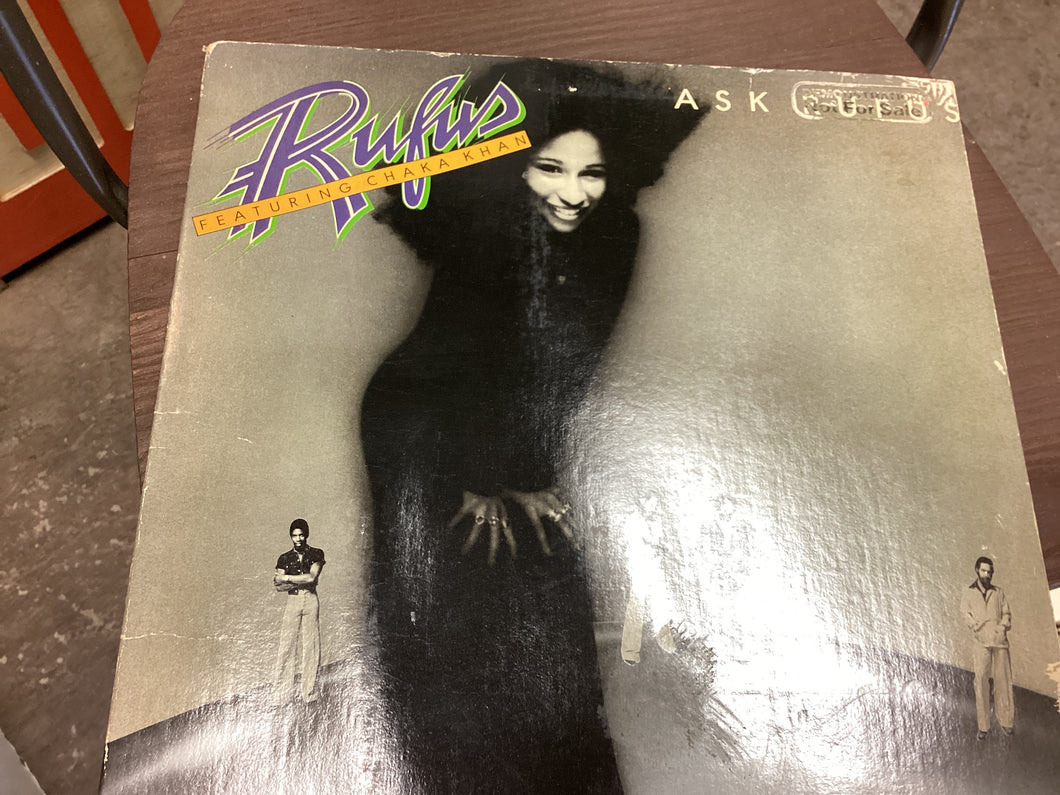 Rufus
FEATURING CHAKA KHAN
ASK
Not For Sale